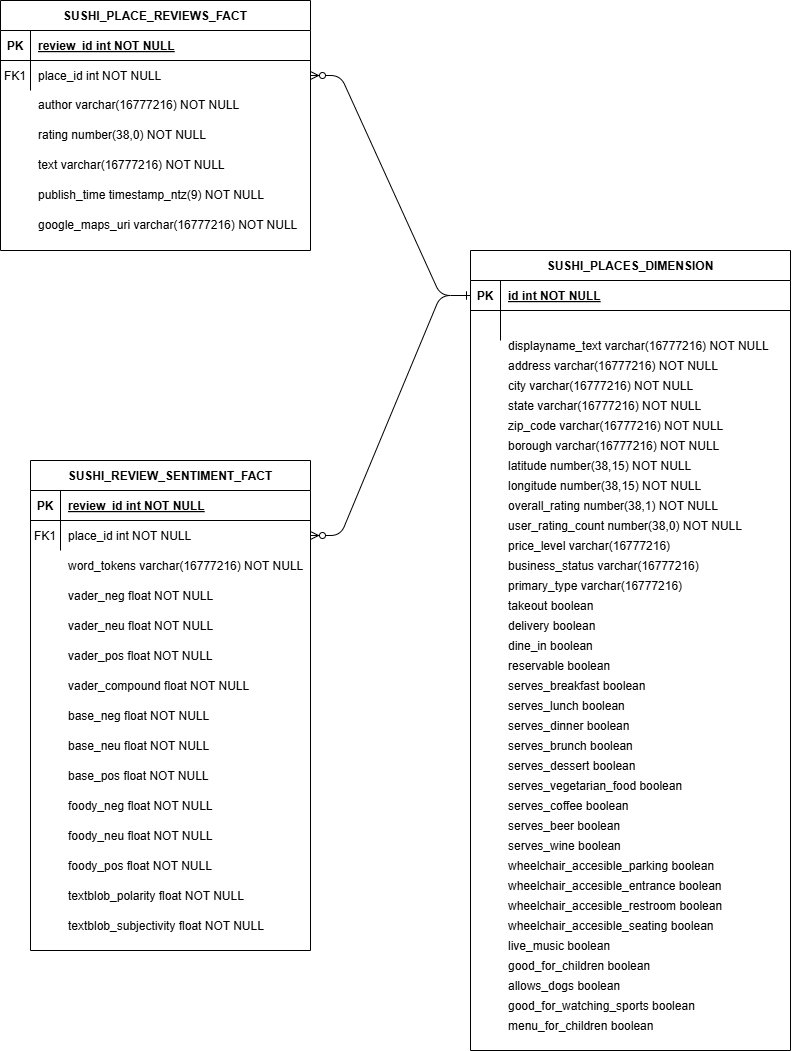 SUSHI_PLACE_REVIEWS_FACT
PK review_id int NOT NULL
FK1 place_id int NOT NULL
author varchar(16777216) NOT NULL
rating number(38,0) NOT NULL
text varchar(16777216) NOT NULL
publish_time timestamp_ntz(9) NOT NULL
google_maps_uri varchar(16777216) NOT NULL
SUSHI_REVIEW_SENTIMENT_FACT
PK review_id int NOT NULL
FK1 place_id int NOT NULL
word_tokens varchar(16777216) NOT NULL
vader_neg float NOT NULL
vader_neu float NOT NULL
vader_pos float NOT NULL
vader_compound float NOT NULL
base_neg float NOT NULL
base_neu float NOT NULL
base_pos float NOT NULL
foody_neg float NOT NULL
foody_neu float NOT NULL
foody_pos float NOT NULL
textblob_polarity float NOT NULL
textblob_subjectivity float NOT NULL
SUSHI_PLACES_DIMENSION
PK id int NOT NULL
displayname_text varchar(16777216) NOT NULL
address varchar(16777216) NOT NULL
city varchar(16777216) NOT NULL
state varchar(16777216) NOT NULL
zip_code varchar(16777216) NOT NULL
borough varchar(16777216) NOT NULL
latitude number(38,15) NOT NULL
longitude number(38,15) NOT NULL
overall_rating number(38,1) NOT NULL
user_rating_count number(38,0) NOT NULL
price_level varchar(16777216)
business_status varchar(16777216)
primary_type varchar(16777216)
takeout boolean
delivery boolean
dine_in boolean
reservable boolean
serves_breakfast boolean
serves_lunch boolean
serves_dinner boolean
serves_brunch boolean
serves_dessert boolean
serves_vegetarian_food boolean
serves_coffee boolean
serves_beer boolean
serves_wine boolean
wheelchair_accesible_parking boolean
wheelchair_accesible_entrance boolean
wheelchair_accesible_restroom boolean
wheelchair_accesible_seating boolean
live_music boolean
good_for_children boolean
allows_dogs boolean
good_for_watching_sports boolean
menu_for_children boolean